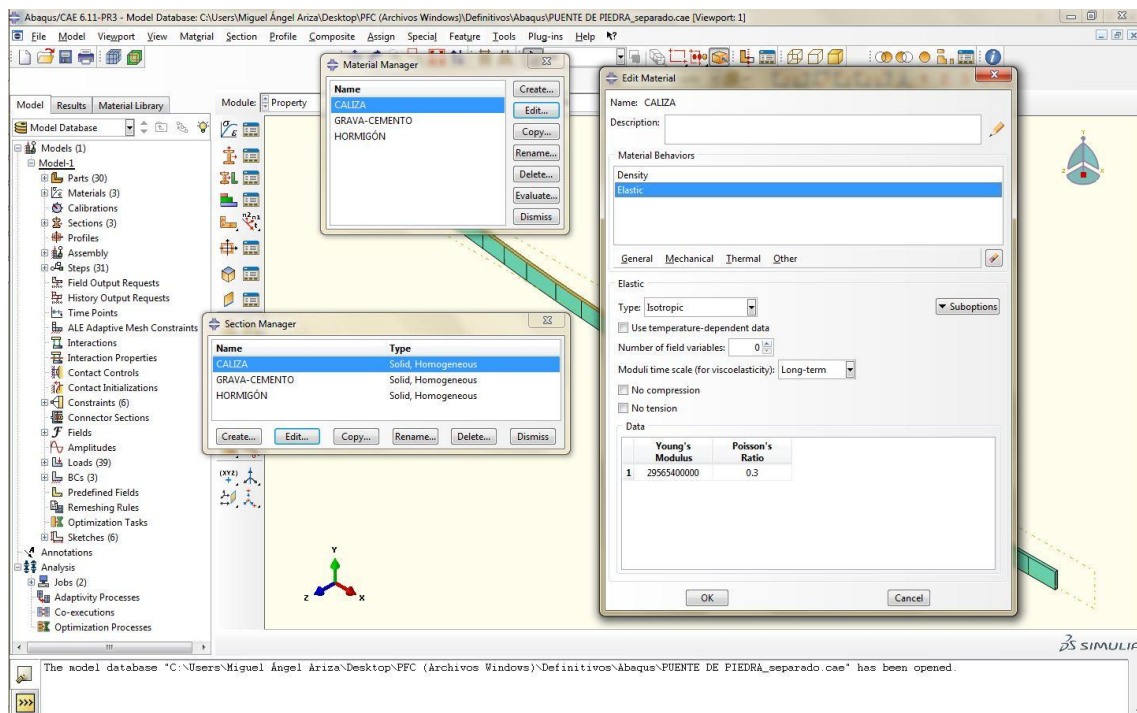 Abaqus/CAE 6.11-PR3 - Model Database: C:\Users\Miguel Ángel Ariza\Desktop\PFC (Archivos Windows)\Definitivos\Abaqus\PUENTE DE PIEDRA_separado.cae [Viewport: 1]
File Model Viewport View Material Section Profile Composite Assign Special Feature Tools Plug-ins Help
Model Results Material Library
Module: Property
Model Database
Models (1)
Model-1
Parts (30)
Materials (3)
Calibrations
Sections (3)
Profiles
Assembly
Steps (31)
Field Output Requests
History Output Requests
Time Points
ALE Adaptive Mesh Constraints
Interactions
Interaction Properties
Contact Controls
Contact Initializations
Constraints (6)
Connector Sections
Fields
Amplitudes
Loads (39)
BCs (3)
Predefined Fields
Remeshing Rules
Optimization Tasks
Sketches (6)
Annotations
Analysis
Jobs (2)
Adaptivity Processes
Co-executions
Optimization Processes
Material Manager
Name
CALIZA
GRAVA-CEMENTO
HORMIGÓN
Create...
Edit...
Copy...
Rename...
Delete...
Evaluate...
Dismiss
Section Manager
Name Type
CALIZA Solid, Homogeneous
GRAVA-CEMENTO Solid, Homogeneous
HORMIGÓN Solid, Homogeneous
Create... Edit... Copy... Rename... Delete... Dismiss
(XYZ)
Y
Z X
Edit Material
Name: CALIZA
Description:
Material Behaviors
Density
Elastic
General Mechanical Thermal Other
Elastic
Type: Isotropic
Suboptions
Use temperature-dependent data
Number of field variables: 0
Moduli time scale (for viscoelasticity): Long-term
No compression
No tension
Data
Young's Modulus Poisson's Ratio
1 29565400000 0.3
OK Cancel
SIMULIA
The model database "C:\Users\Miguel Ángel Ariza\Desktop\PFC (Archivos Windows)\Definitivos\Abaqus\PUENTE DE PIEDRA_separado.cae" has been opened.
>>>